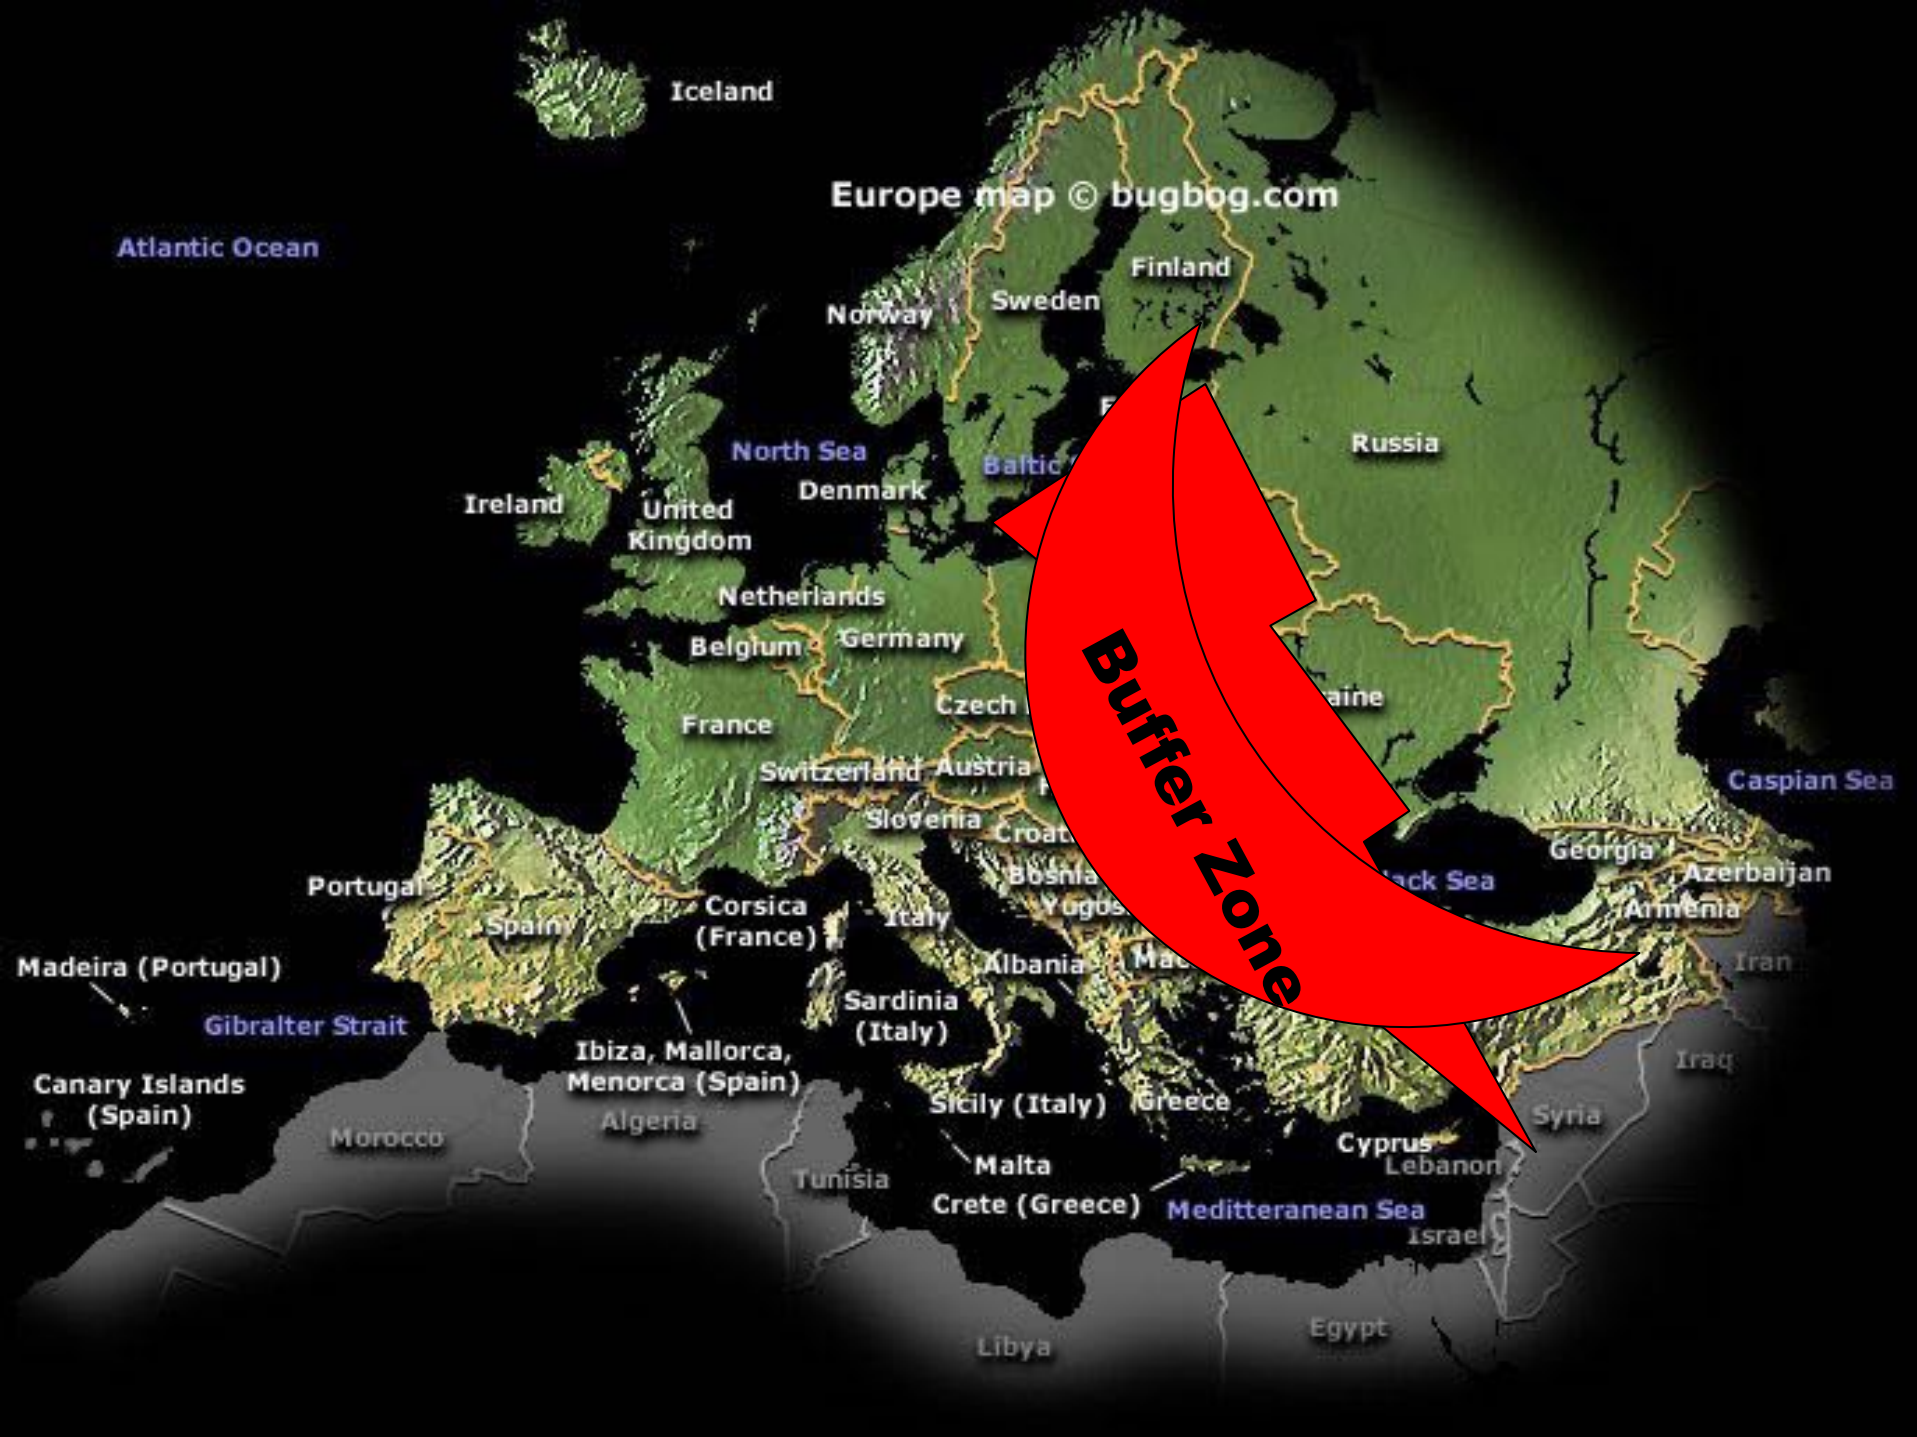 Iceland
Europe map © bugbog.com
Atlantic Ocean
Finland
Sweden
Norway
Russia
North Sea
Baltic
Denmark
Ireland
United
Kingdom
Netherlands
Belgium
Germany
Czech
France
Switzerland
Austria
Caspian Sea
Slovenia
Georgia
Azerbaijan
Portugal
Spain
Corsica
(France)
Italy
Armenia
Madeira (Portugal)
Albania
Iran
Sardinia
(Italy)
Gibralter Strait
Ibiza, Mallorca,
Menorca (Spain)
Iraq
Canary Islands
(Spain)
Sicily (Italy)
Greece
Algeria
Syria
Morocco
Cyprus
Malta
Lebanon
Tunisia
Crete (Greece)
Meditteranean Sea
Israel
Libya
Egypt
Buffer Zone
Sea